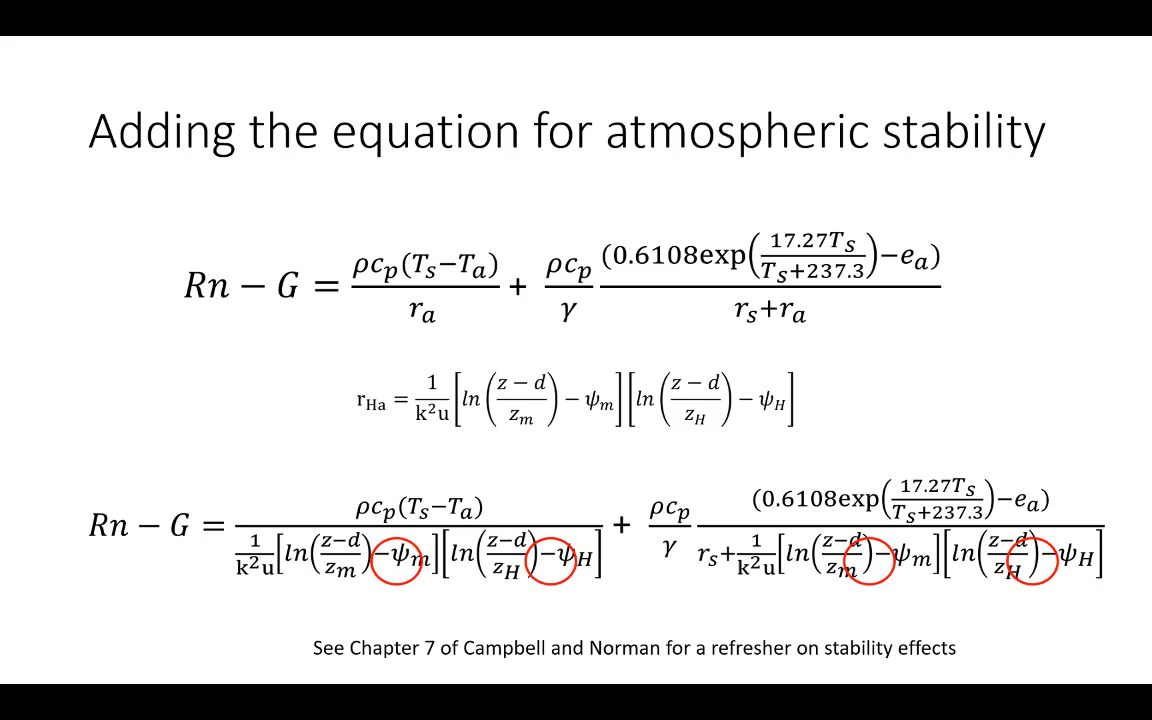 Adding the equation for atmospheric stability
Rn − G = ρc_p(T_s−T_a)/r_a + ρc_p/γ (0.6108exp(17.27T_s/T_s+237.3)−e_a)/r_s+r_a
r_Ha = 1/k²u [ln(z − d/z_m) − ψ_m][ln(z − d/z_H) − ψ_H]
Rn − G = ρc_p(T_s−T_a)/1/k²u[ln(z−d/z_m)−ψ_m][ln(z−d/z_H)−ψ_H] + ρc_p/γ (0.6108exp(17.27T_s/T_s+237.3)−e_a)/r_s+1/k²u[ln(z−d/z_m)−ψ_m][ln(z−d/z_H)−ψ_H]
See Chapter 7 of Campbell and Norman for a refresher on stability effects